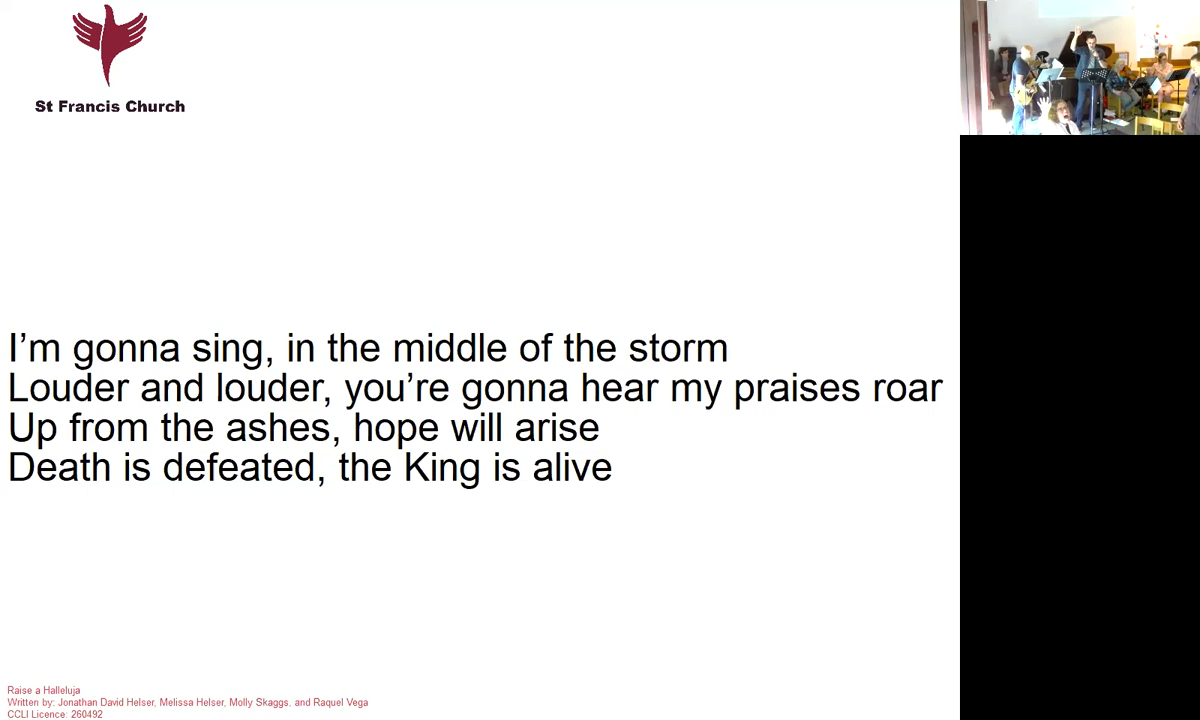 St Francis Church
I'm gonna sing, in the middle of the storm
Louder and louder, you're gonna hear my praises roar
Up from the ashes, hope will arise
Death is defeated, the King is alive
Raise a Halleluja
Written by: Jonathan David Helser, Melissa Helser, Molly Skaggs, and Raquel Vega
CCLI Licence: 260492